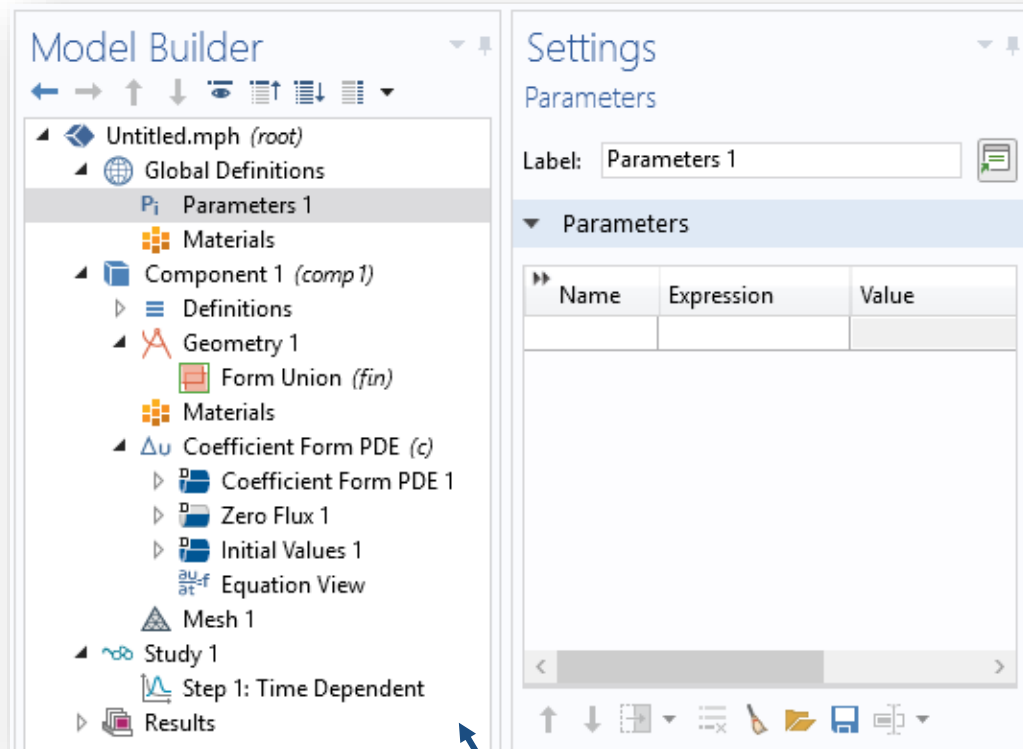 Model Builder
Untitled.mph (root)
Global Definitions
Pi Parameters 1
Materials
Component 1 (comp1)
Definitions
Geometry 1
Form Union (fin)
Materials
Δu Coefficient Form PDE (c)
D Coefficient Form PDE 1
D Zero Flux 1
D Initial Values 1
∂u/∂t=f Equation View
Mesh 1
Study 1
Step 1: Time Dependent
Results
Settings
Parameters
Label: Parameters 1
Parameters
Name Expression Value